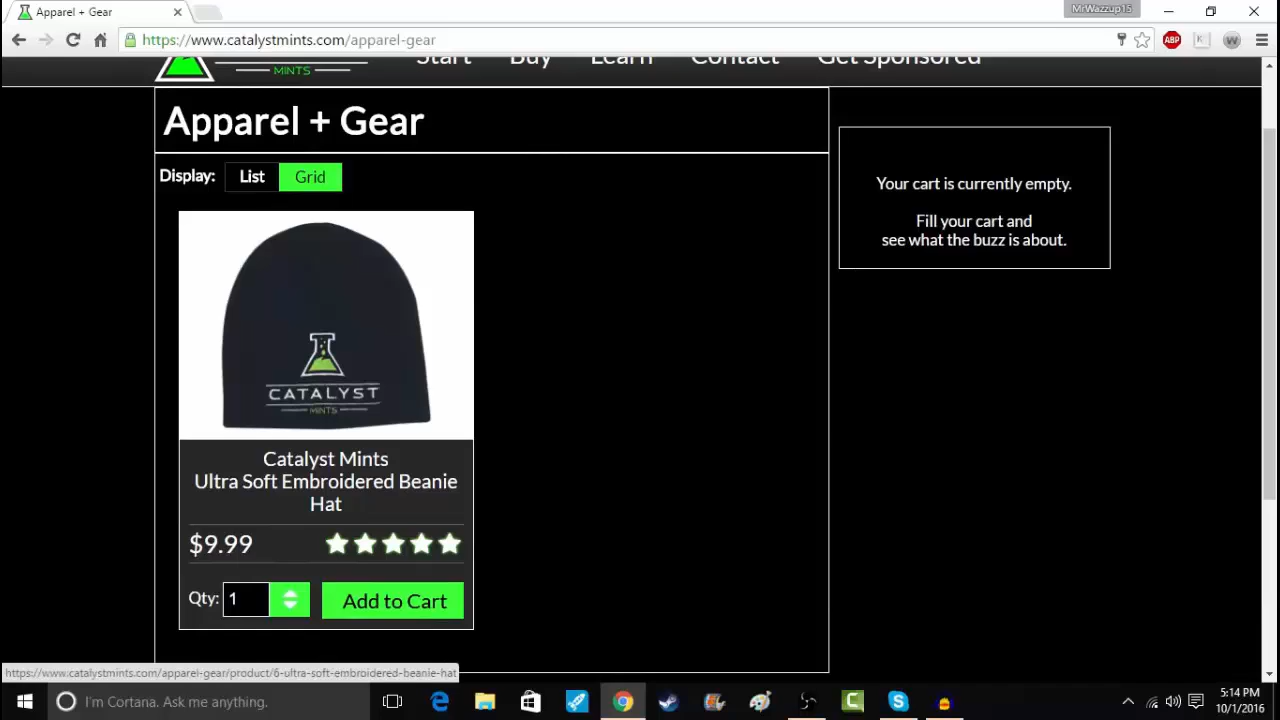 Apparel + Gear
MrWazzup15
https://www.catalystmints.com/apparel-gear
ABP
MINTS
Start Buy Learn Contact Get Sponsored
Apparel + Gear
Display: List Grid
CATALYST
MINTS
Catalyst Mints
Ultra Soft Embroidered Beanie
Hat
$9.99
Qty: 1 Add to Cart
Your cart is currently empty.
Fill your cart and
see what the buzz is about.
https://www.catalystmints.com/apparel-gear/product/6-ultra-soft-embroidered-beanie-hat
I'm Cortana. Ask me anything.
5:14 PM
10/1/2016